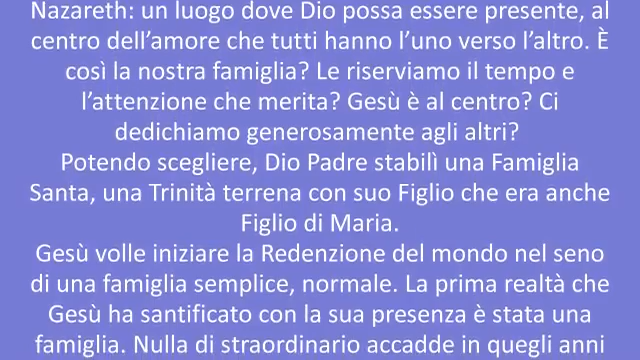 Nazareth: un luogo dove Dio possa essere presente, al
centro dell’amore che tutti hanno l’uno verso l’altro. È
così la nostra famiglia? Le riserviamo il tempo e
l’attenzione che merita? Gesù è al centro? Ci
dedichiamo generosamente agli altri?
Potendo scegliere, Dio Padre stabilì una Famiglia
Santa, una Trinità terrena con suo Figlio che era anche
Figlio di Maria.
Gesù volle iniziare la Redenzione del mondo nel seno
di una famiglia semplice, normale. La prima realtà che
Gesù ha santificato con la sua presenza è stata una
famiglia. Nulla di straordinario accadde in quegli anni